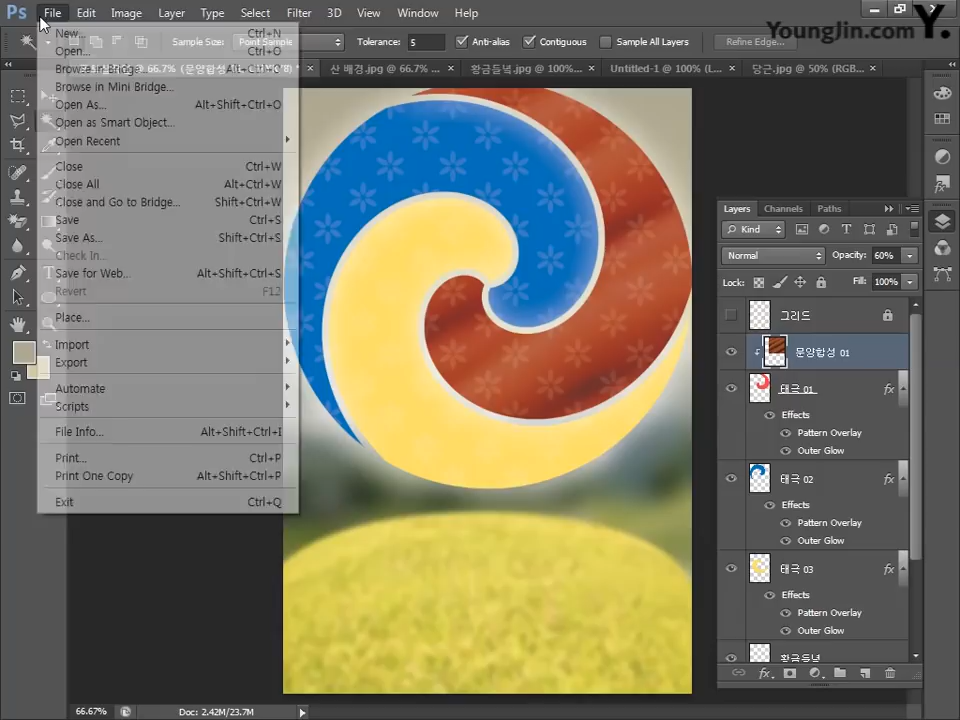 Ps File Edit Image Layer Type Select Filter 3D View Window Help
YoungJin.com Y.
Sample Size: Point Sample Tolerance: 5 Anti-alias Contiguous Sample All Layers Refine Edge...
산 배경.jpg @ 66.7% ... × 황금들녘.jpg @ 100%... × Untitled-1 @ 100% (L... × 당근.jpg @ 50% (RGB... ×
New... Ctrl+N
Open... Ctrl+O
Browse in Bridge... Alt+Ctrl+O
Browse in Mini Bridge...
Open As... Alt+Shift+Ctrl+O
Open as Smart Object...
Open Recent
Close Ctrl+W
Close All Alt+Ctrl+W
Close and Go to Bridge... Shift+Ctrl+W
Save Ctrl+S
Save As... Shift+Ctrl+S
Check In...
Save for Web... Alt+Shift+Ctrl+S
Revert F12
Place...
Import
Export
Automate
Scripts
File Info... Alt+Shift+Ctrl+I
Print... Ctrl+P
Print One Copy Alt+Shift+Ctrl+P
Exit Ctrl+Q
Layers Channels Paths
Kind
Normal Opacity: 60%
Lock: Fill: 100%
그리드
문양합성 01
태극 01 fx
Effects
Pattern Overlay
Outer Glow
태극 02 fx
Effects
Pattern Overlay
Outer Glow
태극 03 fx
Effects
Pattern Overlay
Outer Glow
황금들녘
fx
66.67% Doc: 2.42M/23.7M